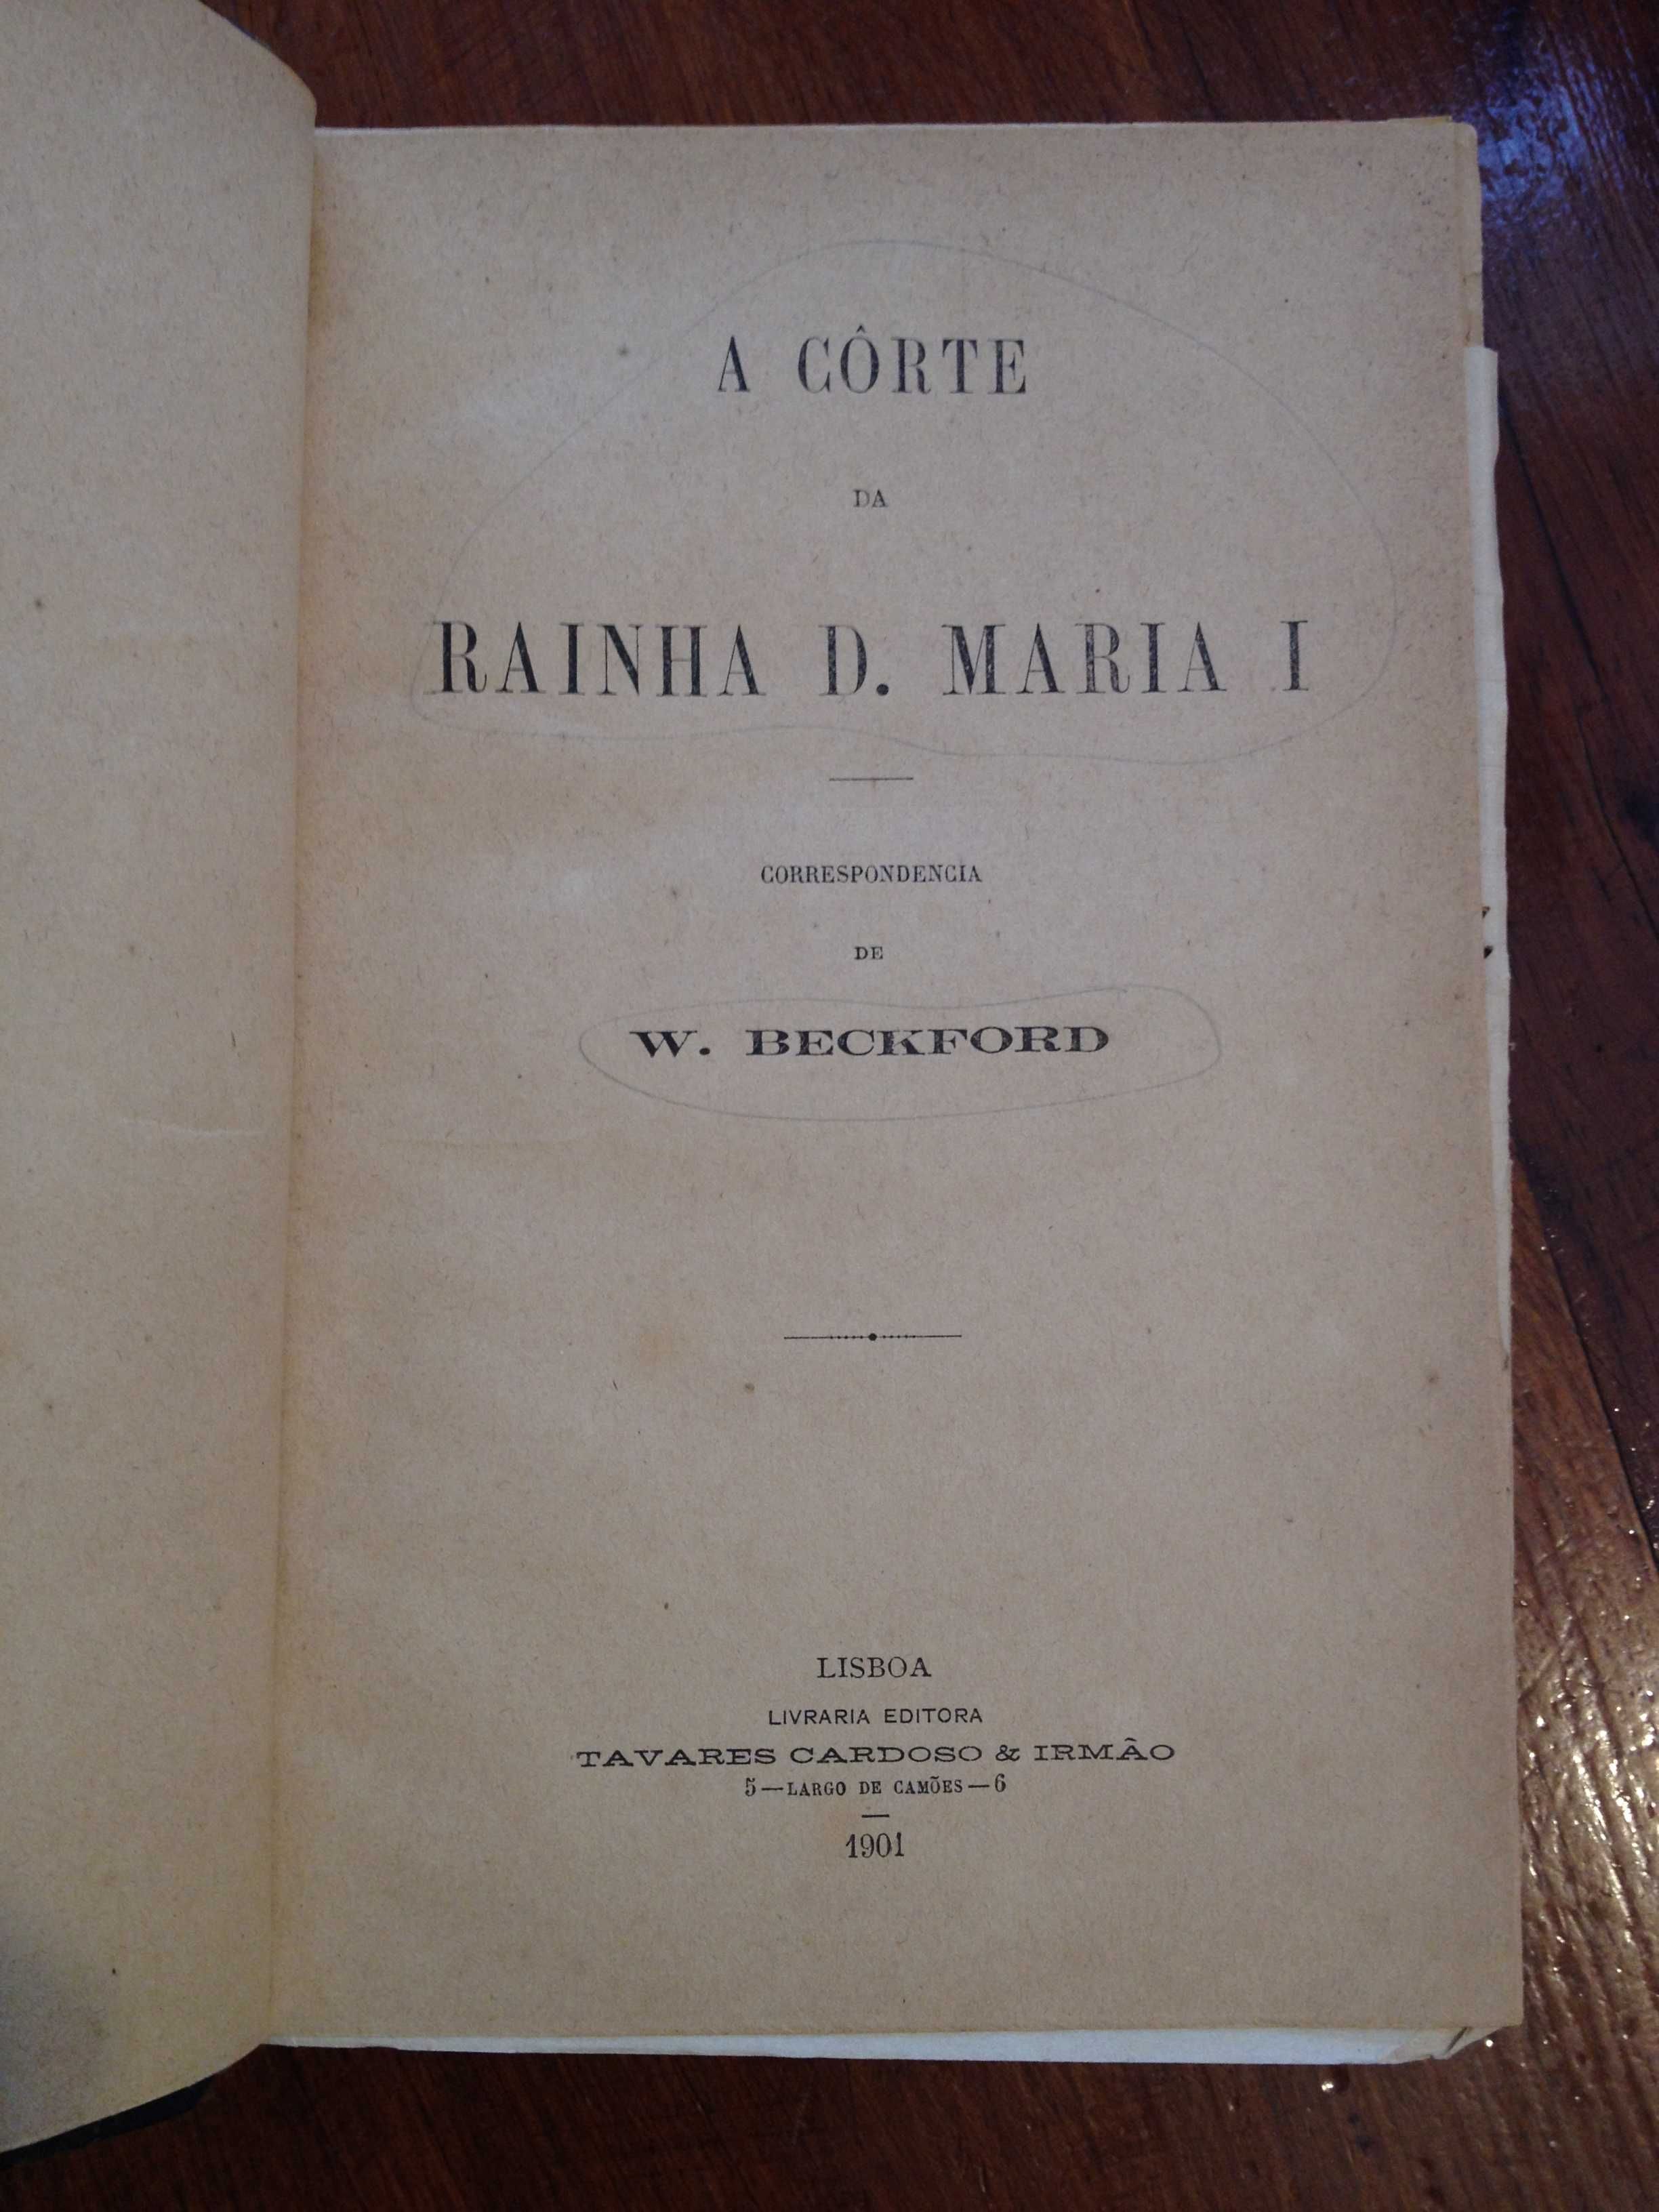 A CÔRTE
DA
RAINHA D. MARIA I
CORRESPONDENCIA
DE
W. BECKFORD
LISBOA
LIVRARIA EDITORA
TAVARES CARDOSO & IRMÃO
5—LARGO DE CAMÕES—6
1901